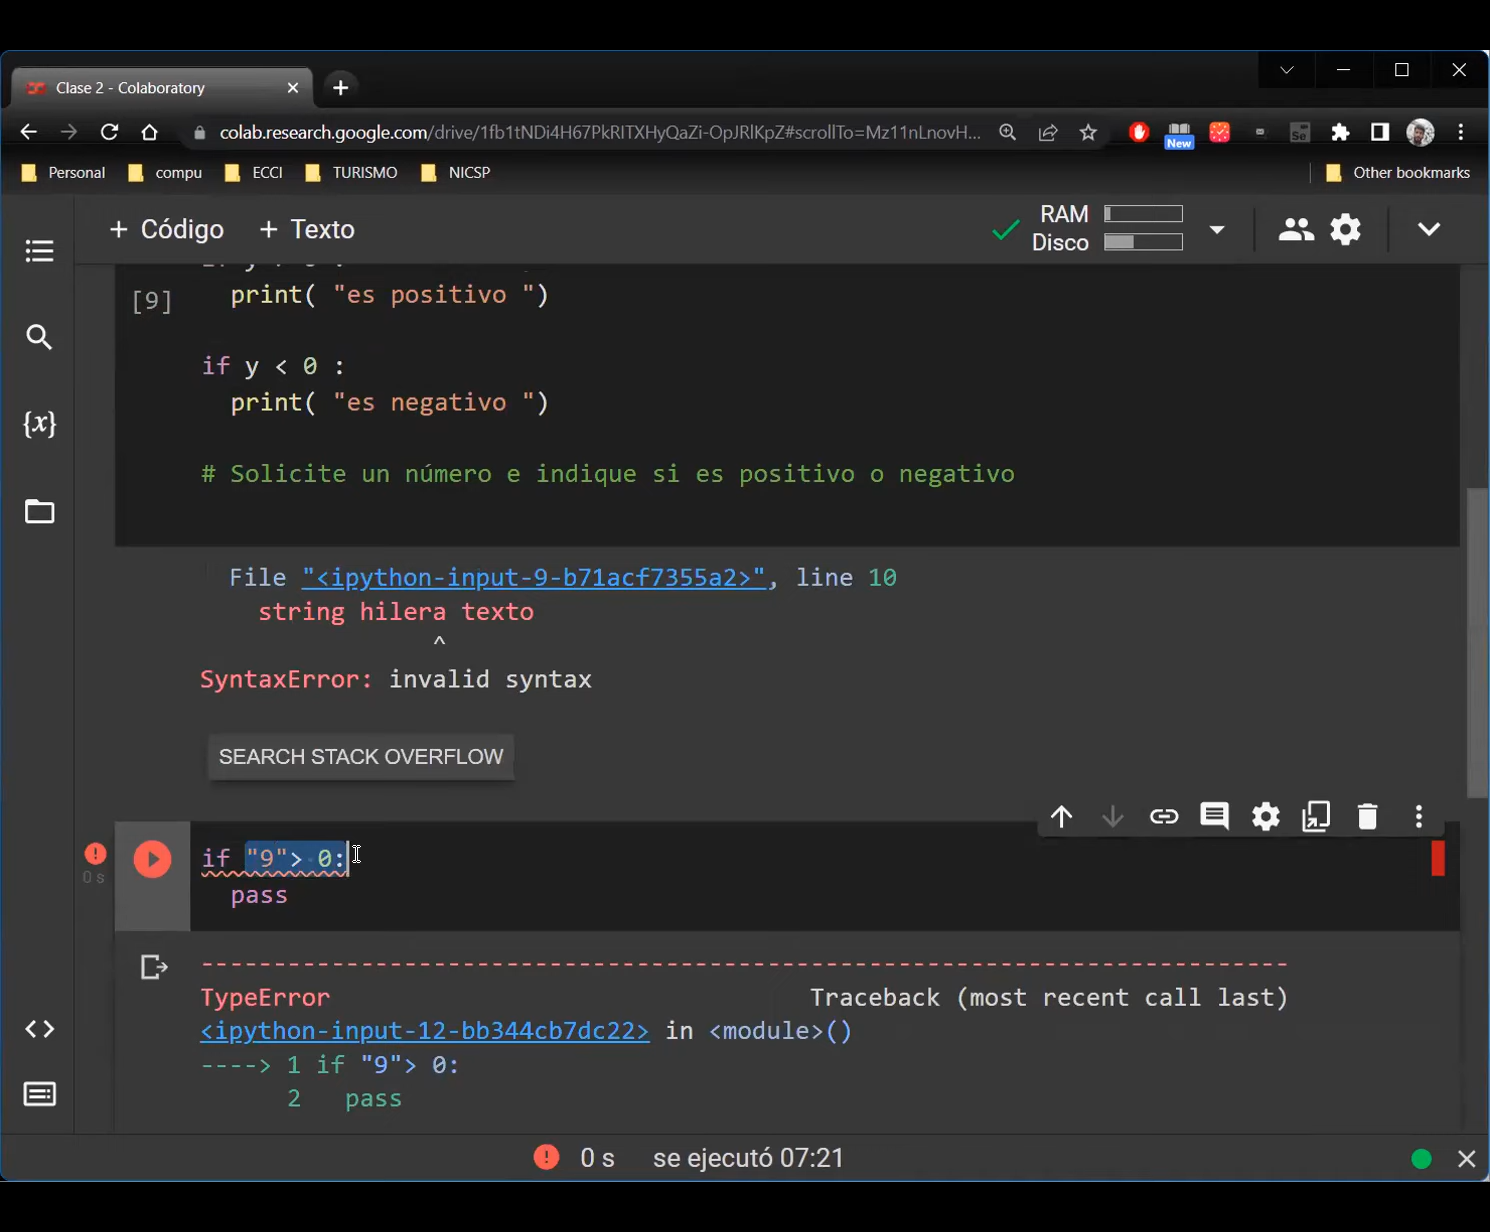 Clase 2 - Colaboratory
colab.research.google.com/drive/1fb1tNDi4H67PkRITXHyQaZi-OpJRlKpZ#scrollTo=Mz11nLnovH...
New
Se
Personal
compu
ECCI
TURISMO
NICSP
Other bookmarks
+ Código
+ Texto
RAM
Disco
[9]
print( "es positivo ")
if y < 0 :
print( "es negativo ")
# Solicite un número e indique si es positivo o negativo
File "<ipython-input-9-b71acf7355a2>", line 10
string hilera texto
^
SyntaxError: invalid syntax
SEARCH STACK OVERFLOW
if "9"> 0:
0 s
pass
---------------------------------------------------------------------------
TypeError Traceback (most recent call last)
<ipython-input-12-bb344cb7dc22> in <module>()
----> 1 if "9"> 0:
2 pass
0 s se ejecutó 07:21